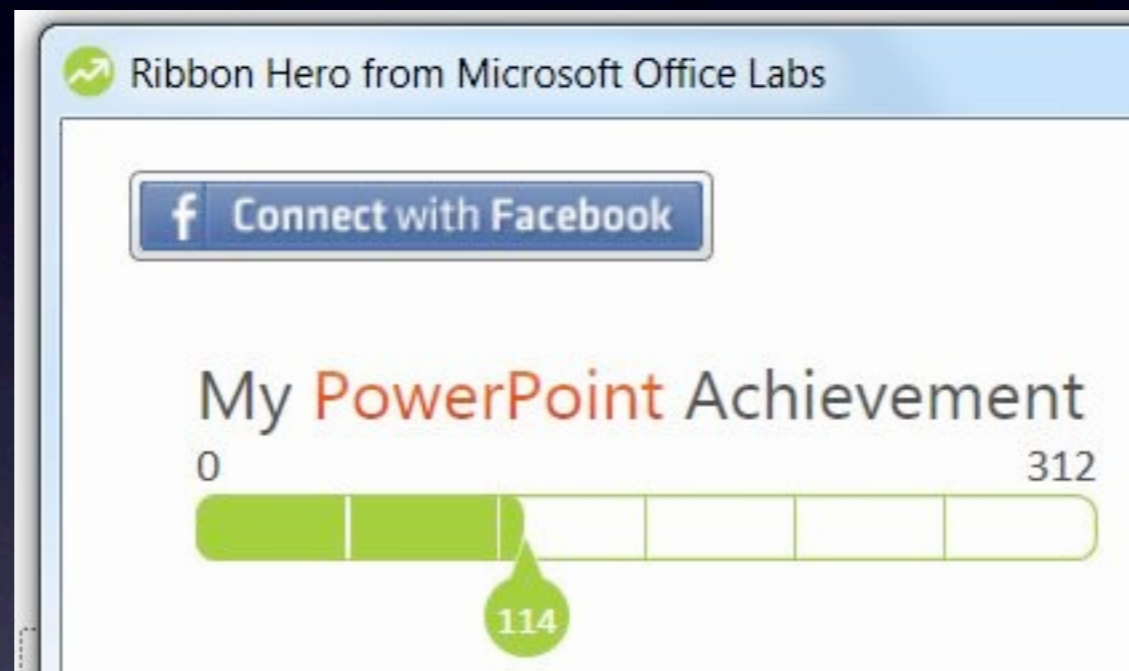 Ribbon Hero from Microsoft Office Labs
f Connect with Facebook
My PowerPoint Achievement
0 312
114